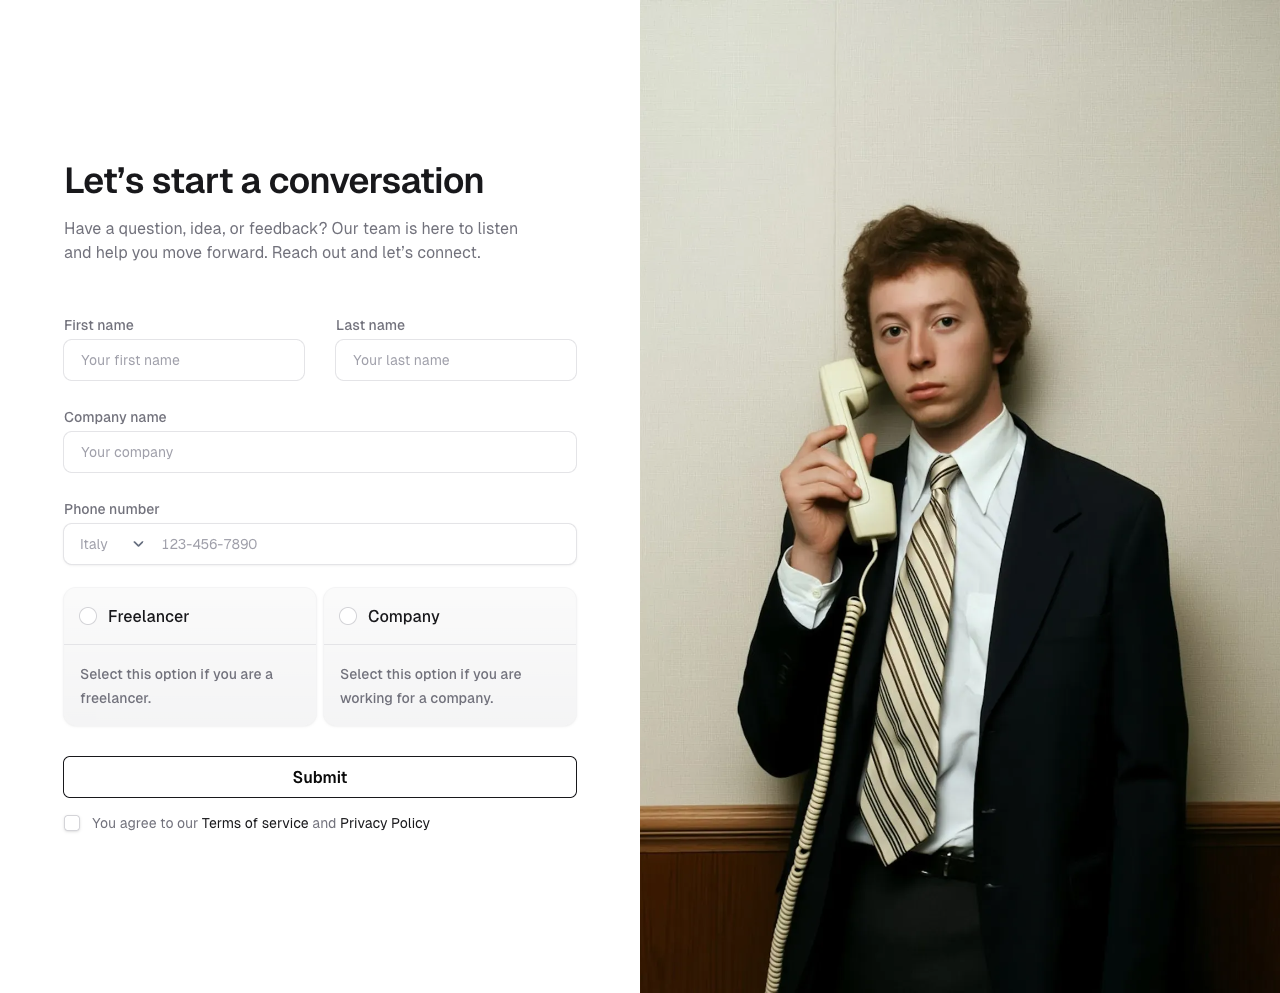 Let’s start a conversation
Have a question, idea, or feedback? Our team is here to listen
and help you move forward. Reach out and let’s connect.
First name
Last name
Your first name
Your last name
Company name
Your company
Phone number
Italy
123-456-7890
Freelancer
Company
Select this option if you are a
freelancer.
Select this option if you are
working for a company.
Submit
You agree to our Terms of service and Privacy Policy